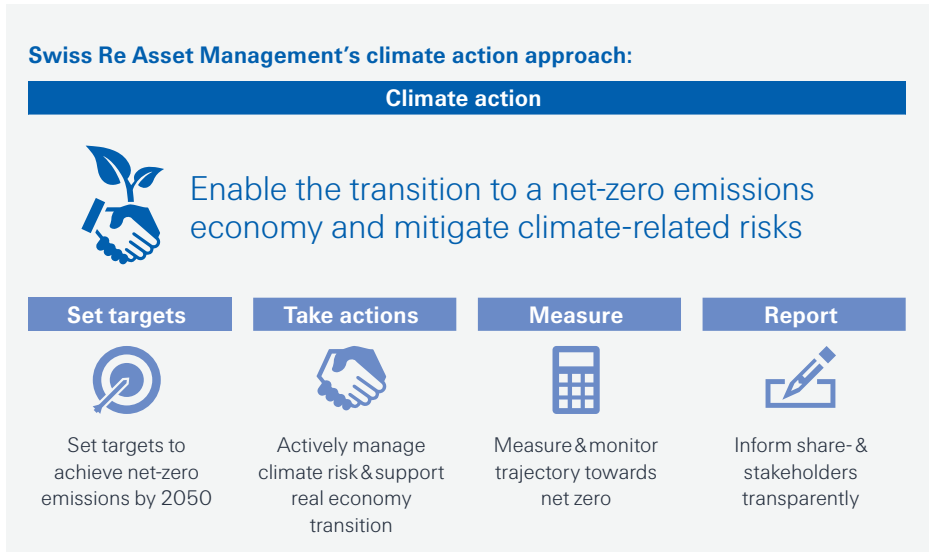 Swiss Re Asset Management's climate action approach:
Climate action
Enable the transition to a net-zero emissions
economy and mitigate climate-related risks
Set targets
Set targets to
achieve net-zero
emissions by 2050
Take actions
Actively manage
climate risk & support
real economy
transition
Measure
Measure & monitor
trajectory towards
net zero
Report
Inform share- &
stakeholders
transparently